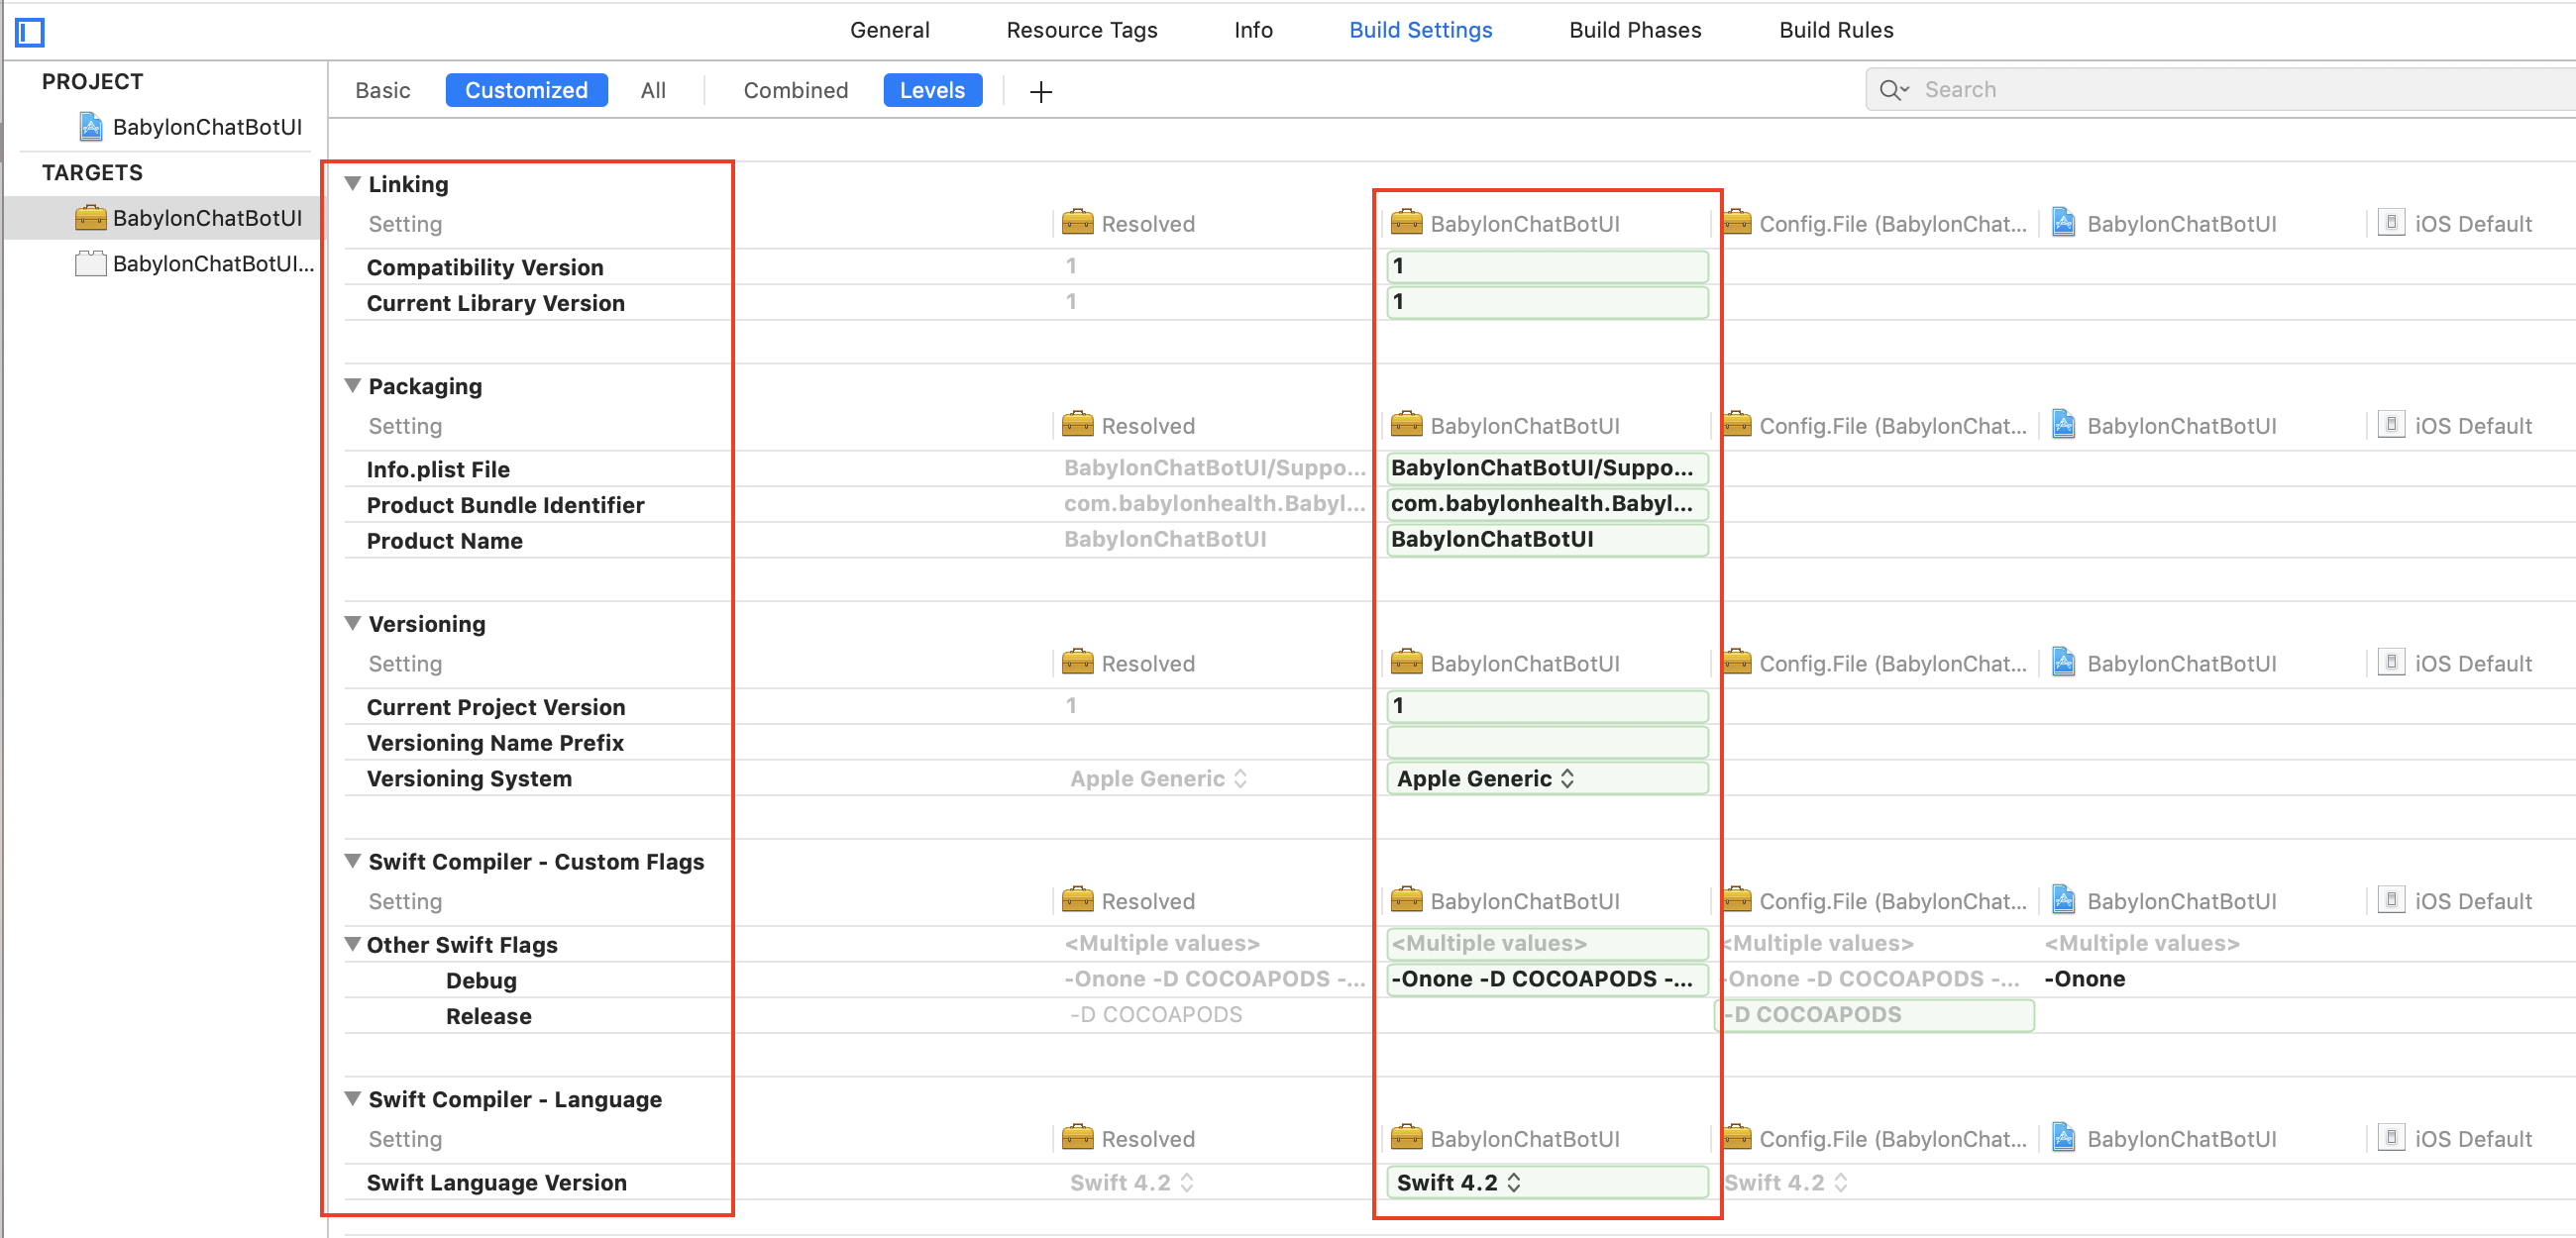 General Resource Tags Info Build Settings Build Phases Build Rules
PROJECT
BabylonChatBotUI
TARGETS
BabylonChatBotUI
BabylonChatBotUI...
Basic Customized All Combined Levels + Search
Linking
Setting Resolved BabylonChatBotUI Config.File (BabylonChat... BabylonChatBotUI iOS Default
Compatibility Version 1 1
Current Library Version 1 1
Packaging
Setting Resolved BabylonChatBotUI Config.File (BabylonChat... BabylonChatBotUI iOS Default
Info.plist File BabylonChatBotUI/Suppo... BabylonChatBotUI/Suppo...
Product Bundle Identifier com.babylonhealth.Babyl... com.babylonhealth.Babyl...
Product Name BabylonChatBotUI BabylonChatBotUI
Versioning
Setting Resolved BabylonChatBotUI Config.File (BabylonChat... BabylonChatBotUI iOS Default
Current Project Version 1 1
Versioning Name Prefix
Versioning System Apple Generic Apple Generic
Swift Compiler - Custom Flags
Setting Resolved BabylonChatBotUI Config.File (BabylonChat... BabylonChatBotUI iOS Default
Other Swift Flags <Multiple values> <Multiple values> <Multiple values> <Multiple values>
Debug -Onone -D COCOAPODS -... -Onone -D COCOAPODS -... -Onone -D COCOAPODS -... -Onone
Release -D COCOAPODS -D COCOAPODS
Swift Compiler - Language
Setting Resolved BabylonChatBotUI Config.File (BabylonChat... BabylonChatBotUI iOS Default
Swift Language Version Swift 4.2 Swift 4.2 Swift 4.2